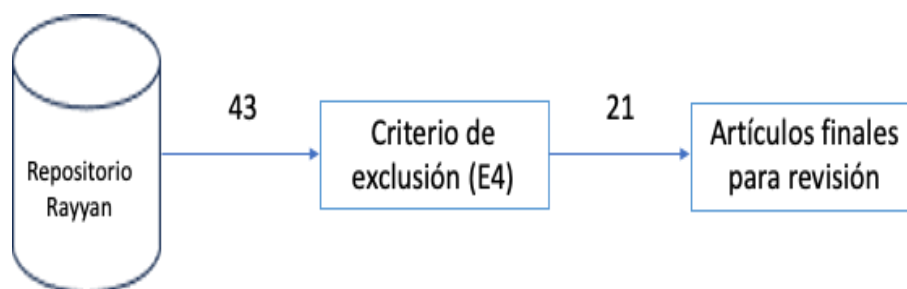 Repositorio
Rayyan
43
Criterio de
exclusión (E4)
21
Artículos finales
para revisión